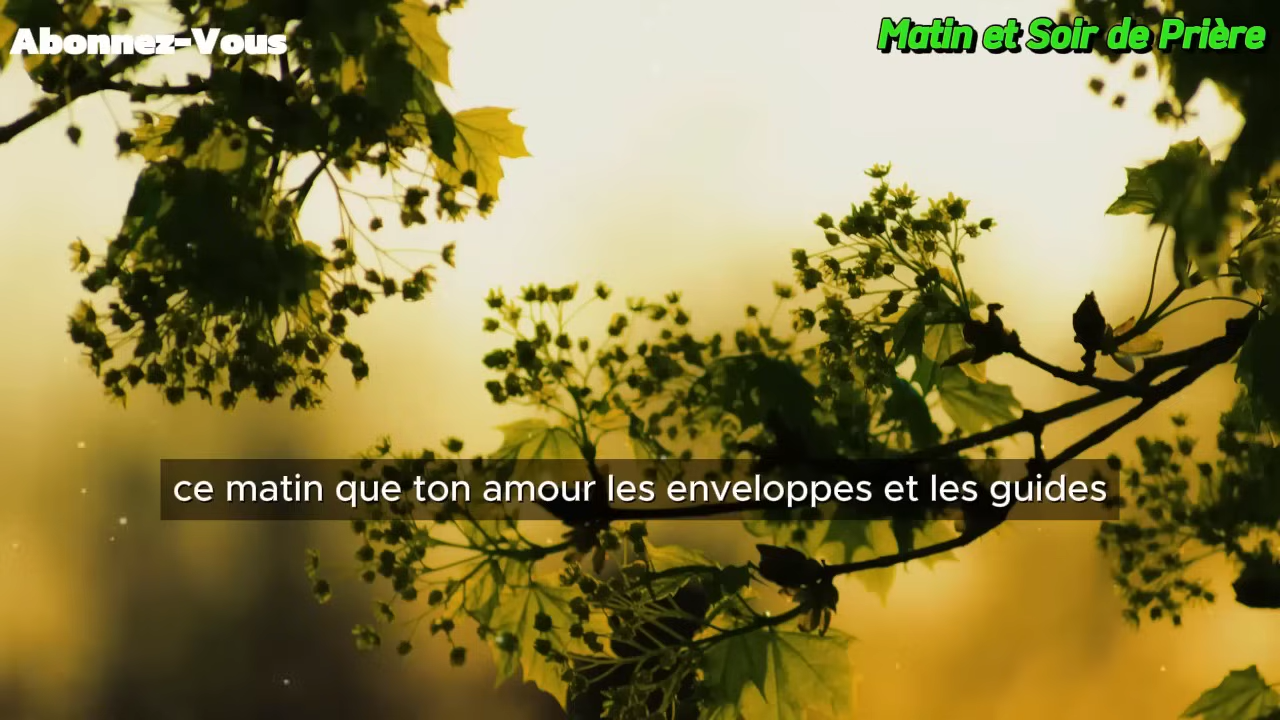 Abonnez-Vous
Matin et Soir de Prière
ce matin que ton amour les enveloppes et les guides